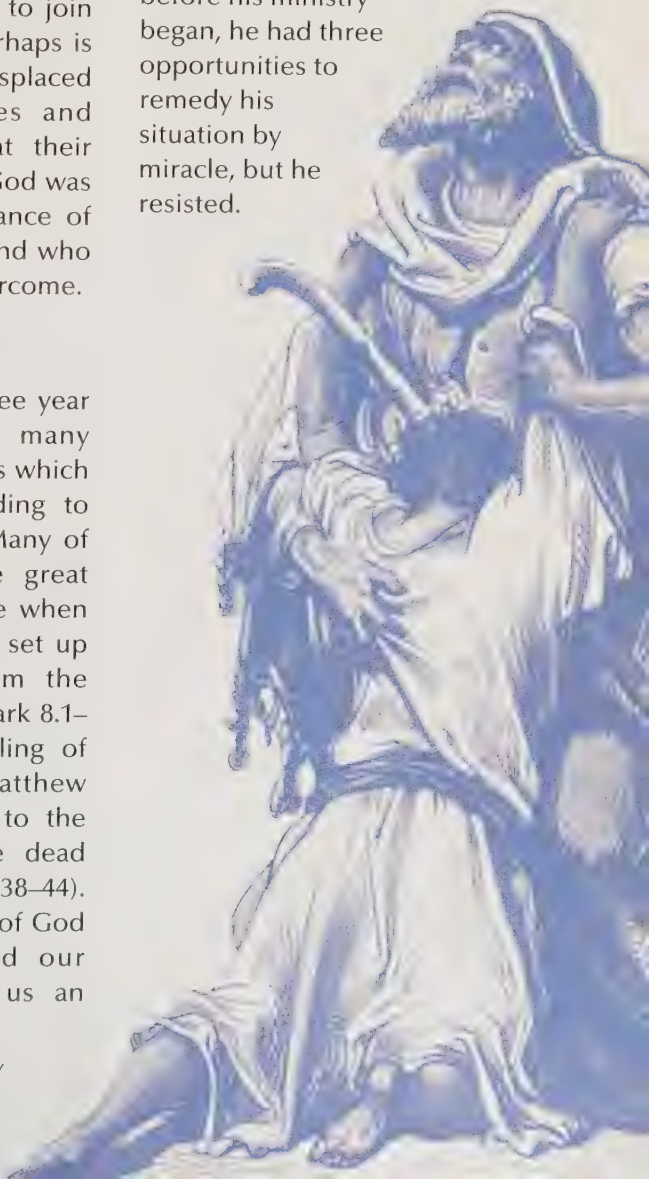 to join
rhaps is
splaced
es and
at their
God was
ance of
nd who
rcome.
ee year
many
s which
ding to
Many of
e great
e when
set up
m the
ark 8.1–
ling of
atthew
to the
e dead
38–44).
of God
d our
us an
before his ministry
began, he had three
opportunities to
remedy his
situation by
miracle, but he
resisted.